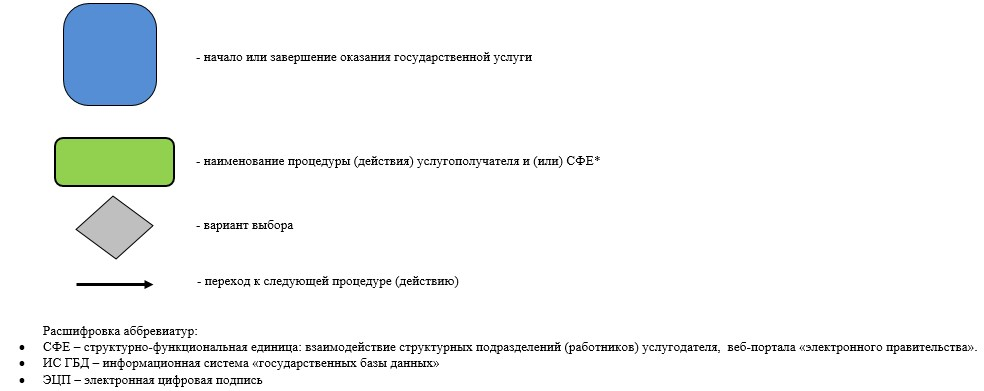 - начало или завершение оказания государственной услуги
- наименование процедуры (действия) услугополучателя и (или) СФЕ*
- вариант выбора
- переход к следующей процедуре (действию)
Расшифровка аббревиатур:
• СФЕ – структурно-функциональная единица: взаимодействие структурных подразделений (работников) услугодателя, веб-портала «электронного правительства».
• ИС ГБД – информационная система «государственных базы данных»
• ЭЦП – электронная цифровая подпись